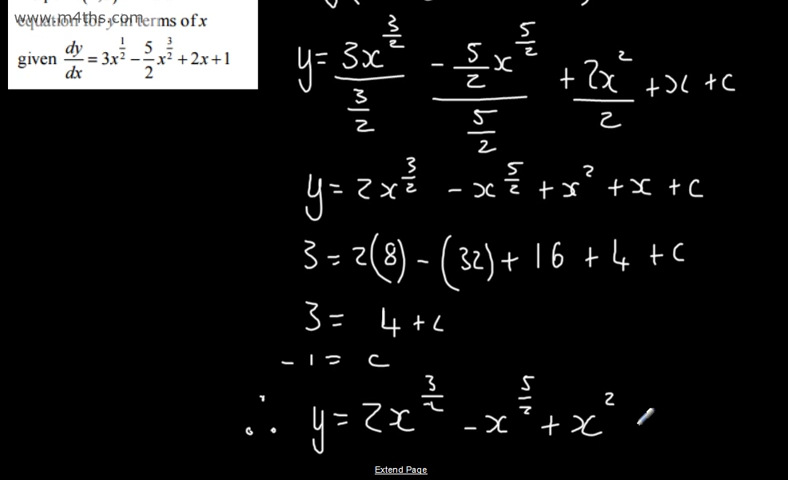 www.m4ths.com
equation for y in terms of x
given dy/dx = 3x^(1/2) − 5/2 x^(3/2) + 2x + 1
y = 3x^(3/2) / (3/2) − (5/2)x^(5/2) / (5/2) + 2x^2 / 2 + x + c
y = 2x^(3/2) − x^(5/2) + x^2 + x + c
3 = 2(8) − (32) + 16 + 4 + c
3 = 4 + c
−1 = c
∴ y = 2x^(3/2) − x^(5/2) + x^2
Extend Page